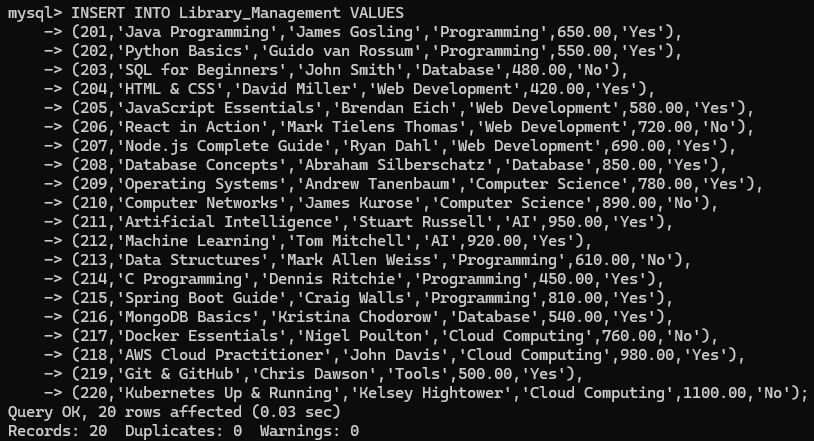 mysql> INSERT INTO Library_Management VALUES
    -> (201,'Java Programming','James Gosling','Programming',650.00,'Yes'),
    -> (202,'Python Basics','Guido van Rossum','Programming',550.00,'Yes'),
    -> (203,'SQL for Beginners','John Smith','Database',480.00,'No'),
    -> (204,'HTML & CSS','David Miller','Web Development',420.00,'Yes'),
    -> (205,'JavaScript Essentials','Brendan Eich','Web Development',580.00,'Yes'),
    -> (206,'React in Action','Mark Tielens Thomas','Web Development',720.00,'No'),
    -> (207,'Node.js Complete Guide','Ryan Dahl','Web Development',690.00,'Yes'),
    -> (208,'Database Concepts','Abraham Silberschatz','Database',850.00,'Yes'),
    -> (209,'Operating Systems','Andrew Tanenbaum','Computer Science',780.00,'Yes'),
    -> (210,'Computer Networks','James Kurose','Computer Science',890.00,'No'),
    -> (211,'Artificial Intelligence','Stuart Russell','AI',950.00,'Yes'),
    -> (212,'Machine Learning','Tom Mitchell','AI',920.00,'Yes'),
    -> (213,'Data Structures','Mark Allen Weiss','Programming',610.00,'No'),
    -> (214,'C Programming','Dennis Ritchie','Programming',450.00,'Yes'),
    -> (215,'Spring Boot Guide','Craig Walls','Programming',810.00,'Yes'),
    -> (216,'MongoDB Basics','Kristina Chodorow','Database',540.00,'Yes'),
    -> (217,'Docker Essentials','Nigel Poulton','Cloud Computing',760.00,'No'),
    -> (218,'AWS Cloud Practitioner','John Davis','Cloud Computing',980.00,'Yes'),
    -> (219,'Git & GitHub','Chris Dawson','Tools',500.00,'Yes'),
    -> (220,'Kubernetes Up & Running','Kelsey Hightower','Cloud Computing',1100.00,'No');
Query OK, 20 rows affected (0.03 sec)
Records: 20  Duplicates: 0  Warnings: 0